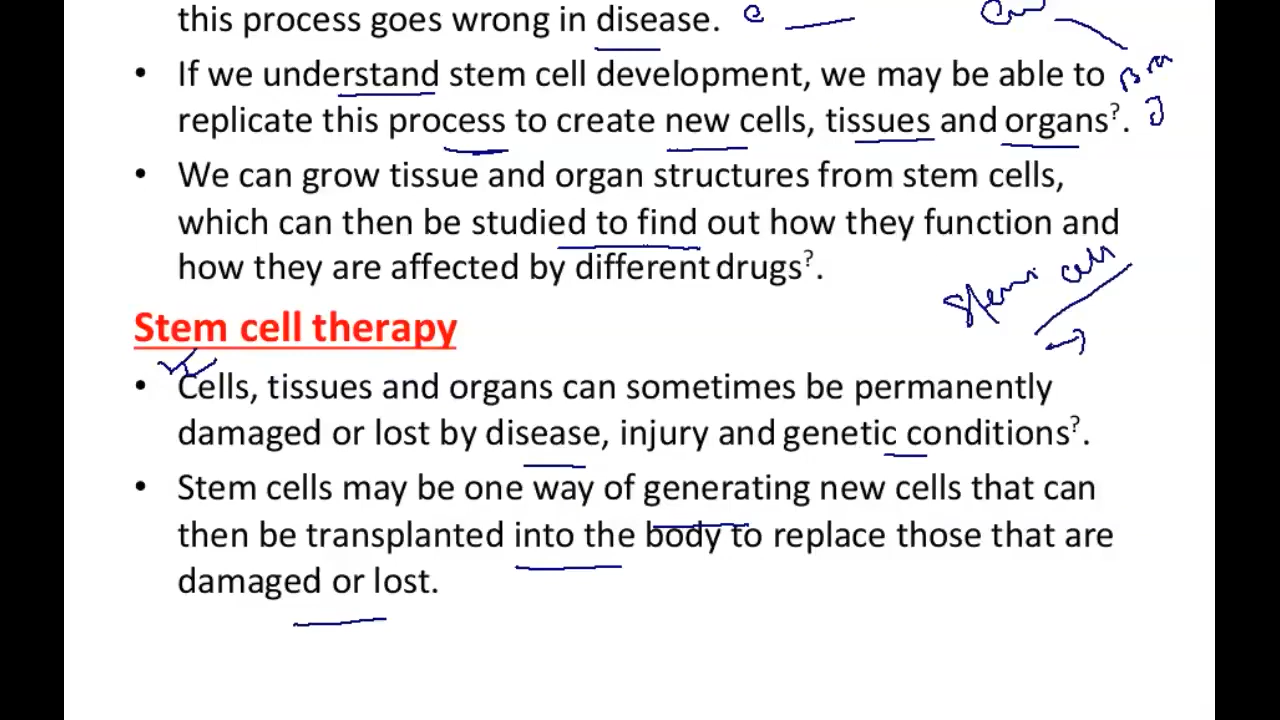 this process goes wrong in disease.
• If we understand stem cell development, we may be able to
replicate this process to create new cells, tissues and organs?.
• We can grow tissue and organ structures from stem cells,
which can then be studied to find out how they function and
how they are affected by different drugs?.
Stem cell
Stem cell therapy
• Cells, tissues and organs can sometimes be permanently
damaged or lost by disease, injury and genetic conditions?.
• Stem cells may be one way of generating new cells that can
then be transplanted into the body to replace those that are
damaged or lost.